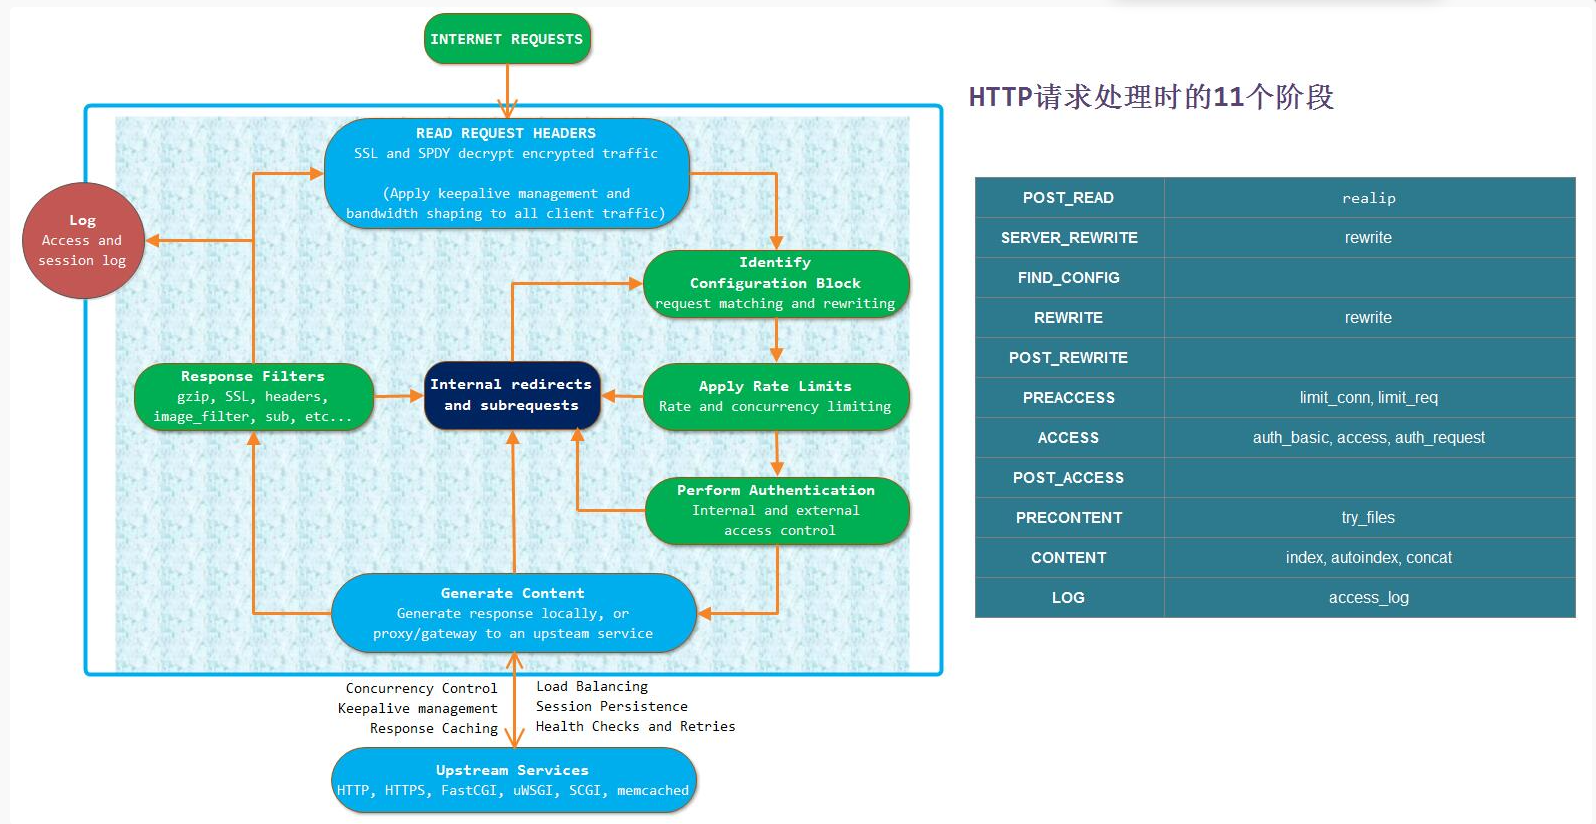 INTERNET REQUESTS
HTTP请求处理时的11个阶段
READ REQUEST HEADERS
SSL and SPDY decrypt encrypted traffic
(Apply keepalive management and
bandwidth shaping to all client traffic)
Log
Access and
session log
Identify
Configuration Block
request matching and rewriting
Response Filters
gzip, SSL, headers,
image_filter, sub, etc...
Internal redirects
and subrequests
Apply Rate Limits
Rate and concurrency limiting
Perform Authentication
Internal and external
access control
Generate Content
Generate response locally, or
proxy/gateway to an upsteam service
Concurrency Control
Keepalive management
Response Caching
Load Balancing
Session Persistence
Health Checks and Retries
Upstream Services
HTTP, HTTPS, FastCGI, uWSGI, SCGI, memcached
POST_READ realip
SERVER_REWRITE rewrite
FIND_CONFIG
REWRITE rewrite
POST_REWRITE
PREACCESS limit_conn, limit_req
ACCESS auth_basic, access, auth_request
POST_ACCESS
PRECONTENT try_files
CONTENT index, autoindex, concat
LOG access_log